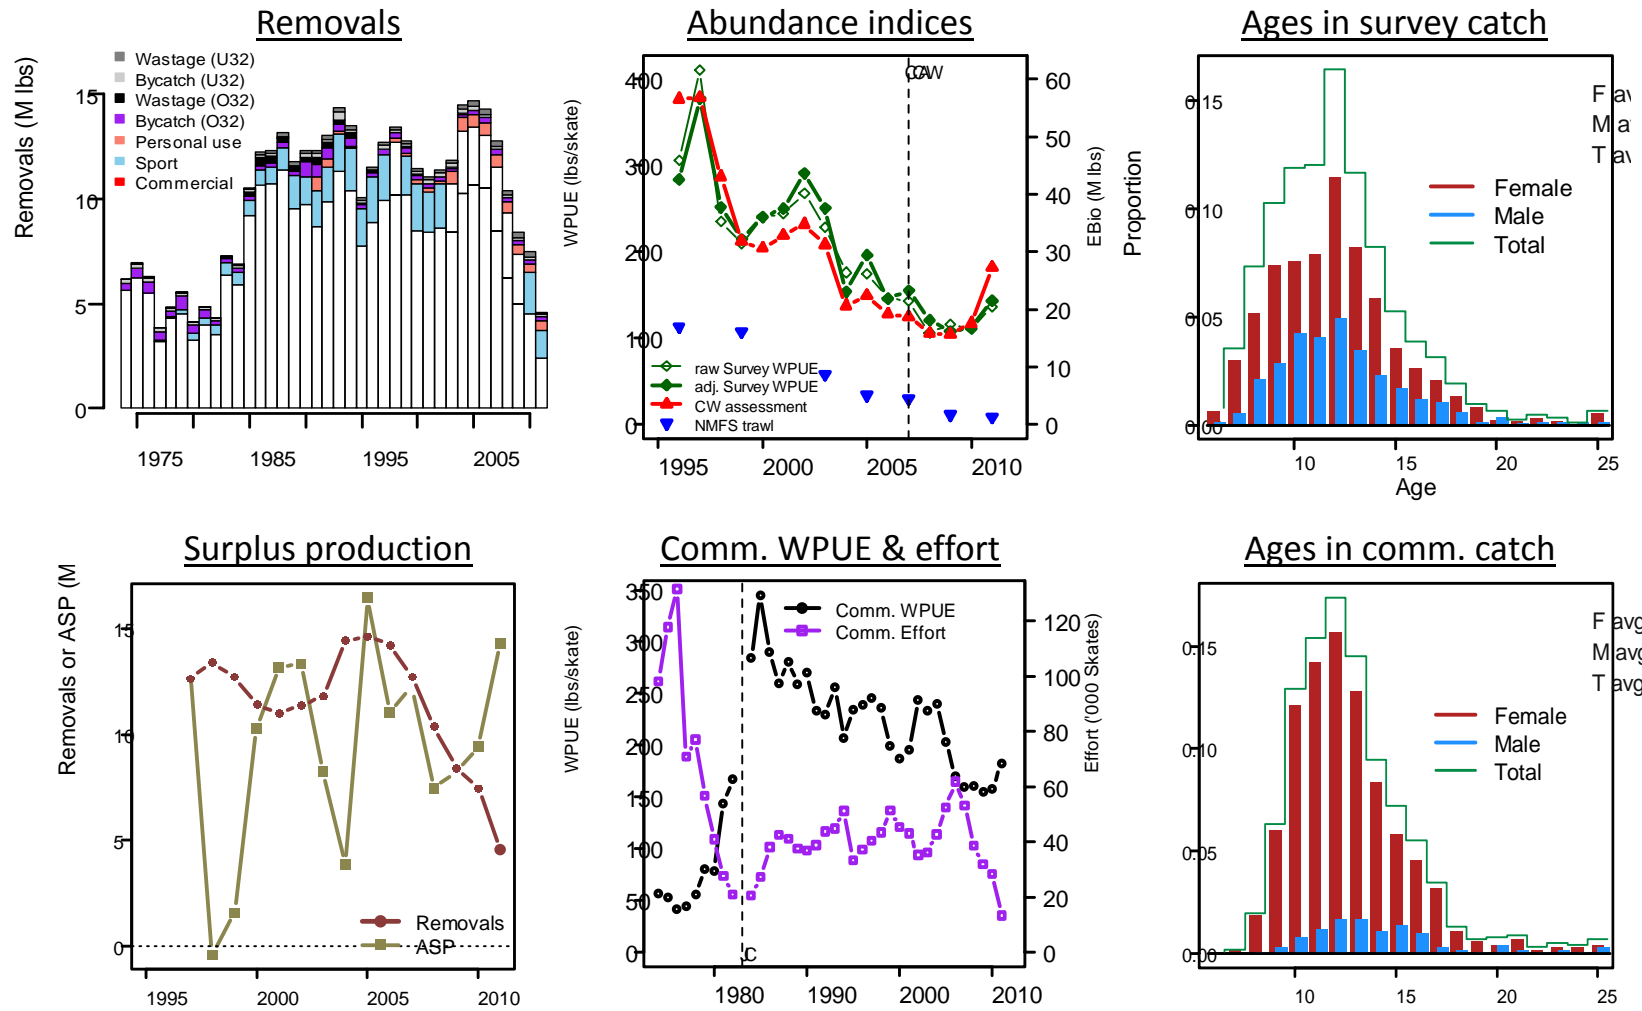 Removals
Wastage (U32)
Bycatch (U32)
Wastage (O32)
Bycatch (O32)
Personal use
Sport
Commercial
Removals (M lbs)
15
10
5
0
1975
1985
1995
2005
Abundance indices
WPUE (lbs/skate)
400
300
200
100
0
raw Survey WPUE
adj. Survey WPUE
CW assessment
NMFS trawl
60
50
40
30
20
10
0
EBio (M lbs)
1995
2000
2005
2010
Ages in survey catch
Proportion
0.15
0.10
0.05
0.00
F av
M a
T av
Female
Male
Total
10
15
20
25
Age
Surplus production
Removals or ASP (M
15
10
5
0
Removals
ASP
1995
2000
2005
2010
Comm. WPUE & effort
WPUE (lbs/skate)
350
300
250
200
150
100
50
0
Comm. WPUE
Comm. Effort
120
100
80
60
40
20
0
Effort ('000 Skates)
1980
1990
2000
2010
Ages in comm. catch
0.15
0.10
0.05
0.00
F avg
M avg
T avg
Female
Male
Total
10
15
20
25